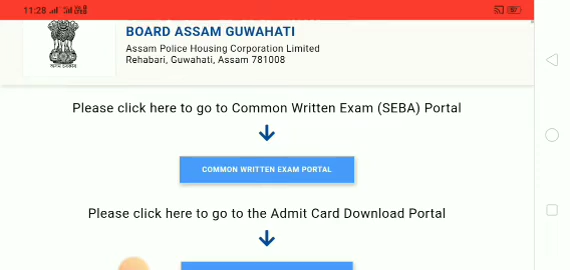 11:28
BOARD ASSAM GUWAHATI
Assam Police Housing Corporation Limited
Rehabari, Guwahati, Assam 781008
Please click here to go to Common Written Exam (SEBA) Portal
COMMON WRITTEN EXAM PORTAL
Please click here to go to the Admit Card Download Portal